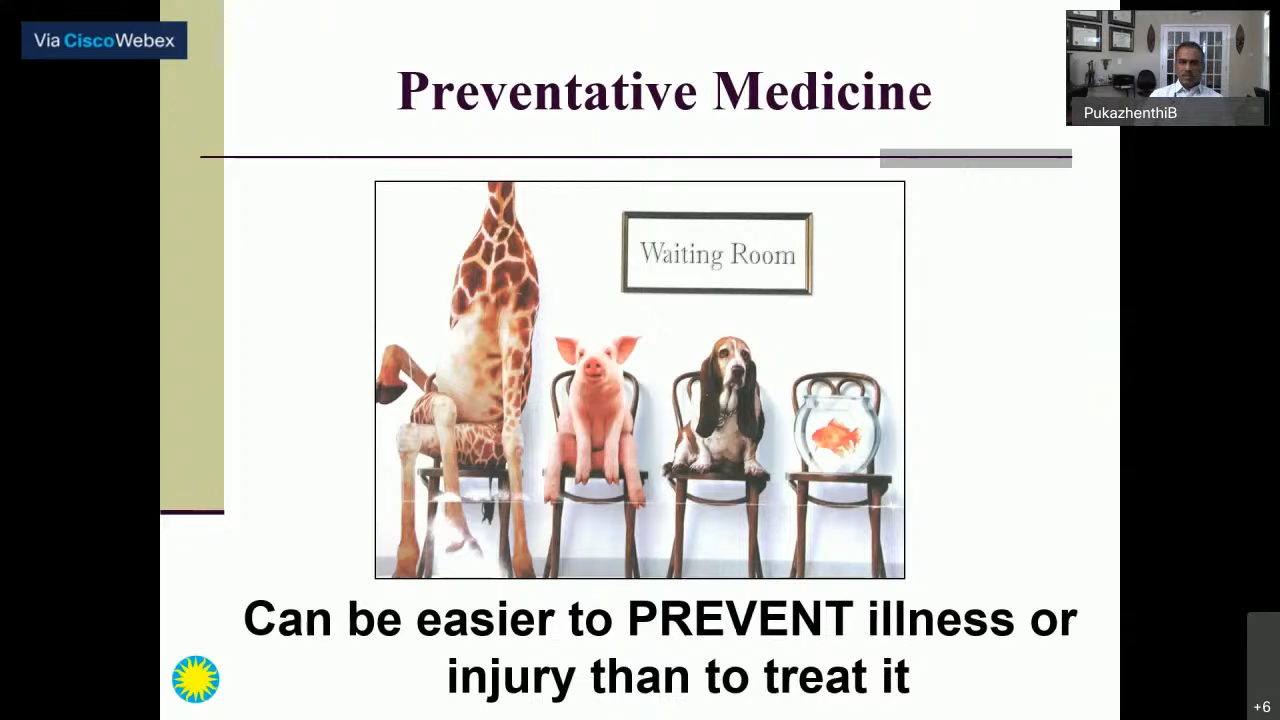 Via CiscoWebex
Preventative Medicine
PukazhenthiB
Waiting Room
Can be easier to PREVENT illness or
injury than to treat it
+6